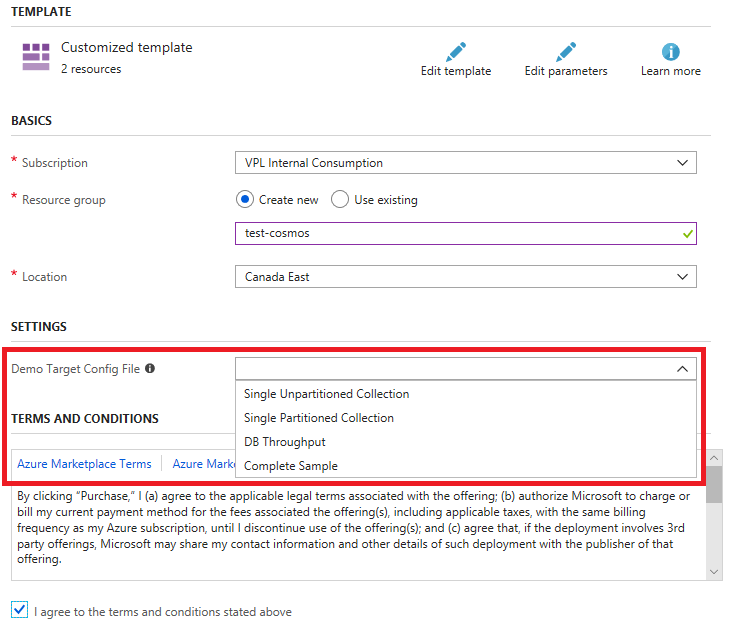 TEMPLATE
Customized template
2 resources
Edit template
Edit parameters
Learn more
BASICS
* Subscription
VPL Internal Consumption
* Resource group
Create new
Use existing
test-cosmos
* Location
Canada East
SETTINGS
Demo Target Config File
Single Unpartitioned Collection
Single Partitioned Collection
DB Throughput
Complete Sample
TERMS AND CONDITIONS
Azure Marketplace Terms
Azure Mark
By clicking “Purchase,” I (a) agree to the applicable legal terms associated with the offering; (b) authorize Microsoft to charge or
bill my current payment method for the fees associated the offering(s), including applicable taxes, with the same billing
frequency as my Azure subscription, until I discontinue use of the offering(s); and (c) agree that, if the deployment involves 3rd
party offerings, Microsoft may share my contact information and other details of such deployment with the publisher of that
offering.
I agree to the terms and conditions stated above